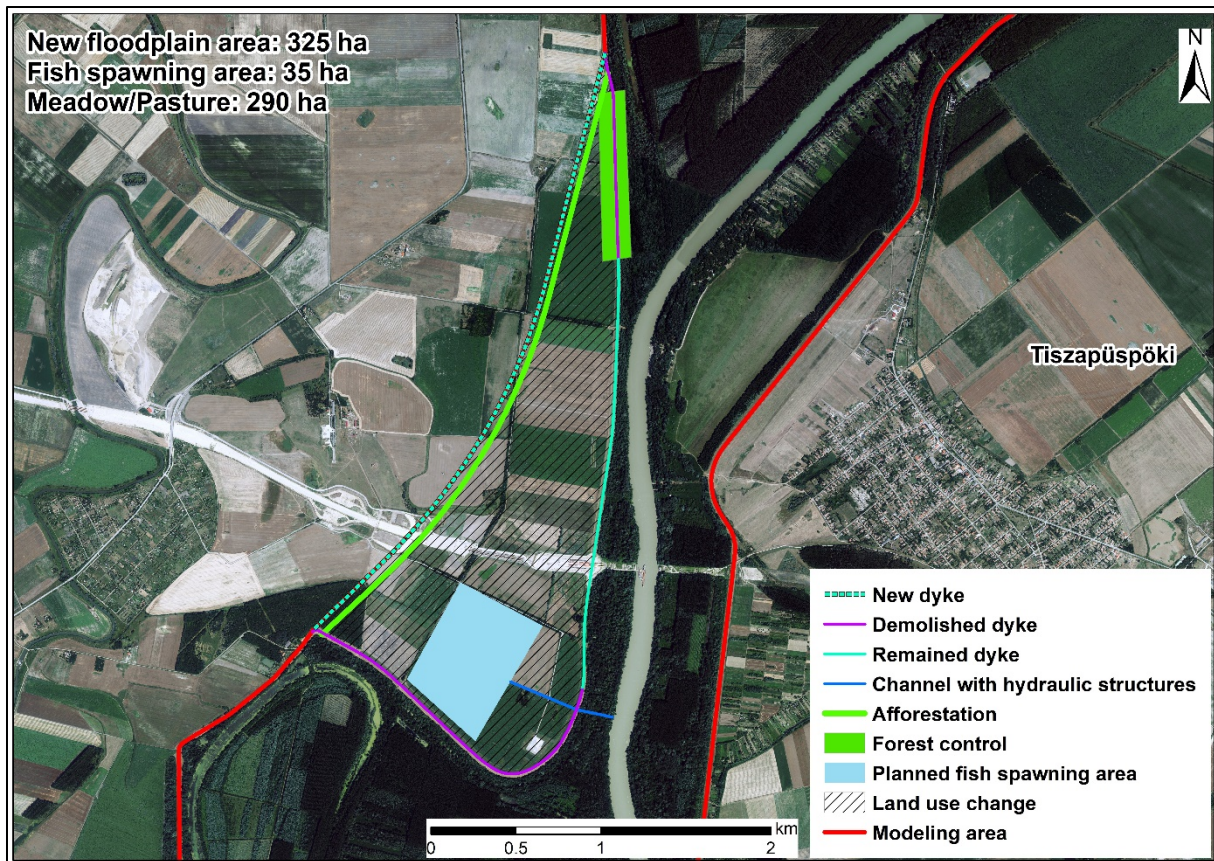 New floodplain area: 325 ha
Fish spawning area: 35 ha
Meadow/Pasture: 290 ha
N
Tiszapüspöki
New dyke
Demolished dyke
Remained dyke
Channel with hydraulic structures
Afforestation
Forest control
Planned fish spawning area
Land use change
Modeling area
km
0 0.5 1 2